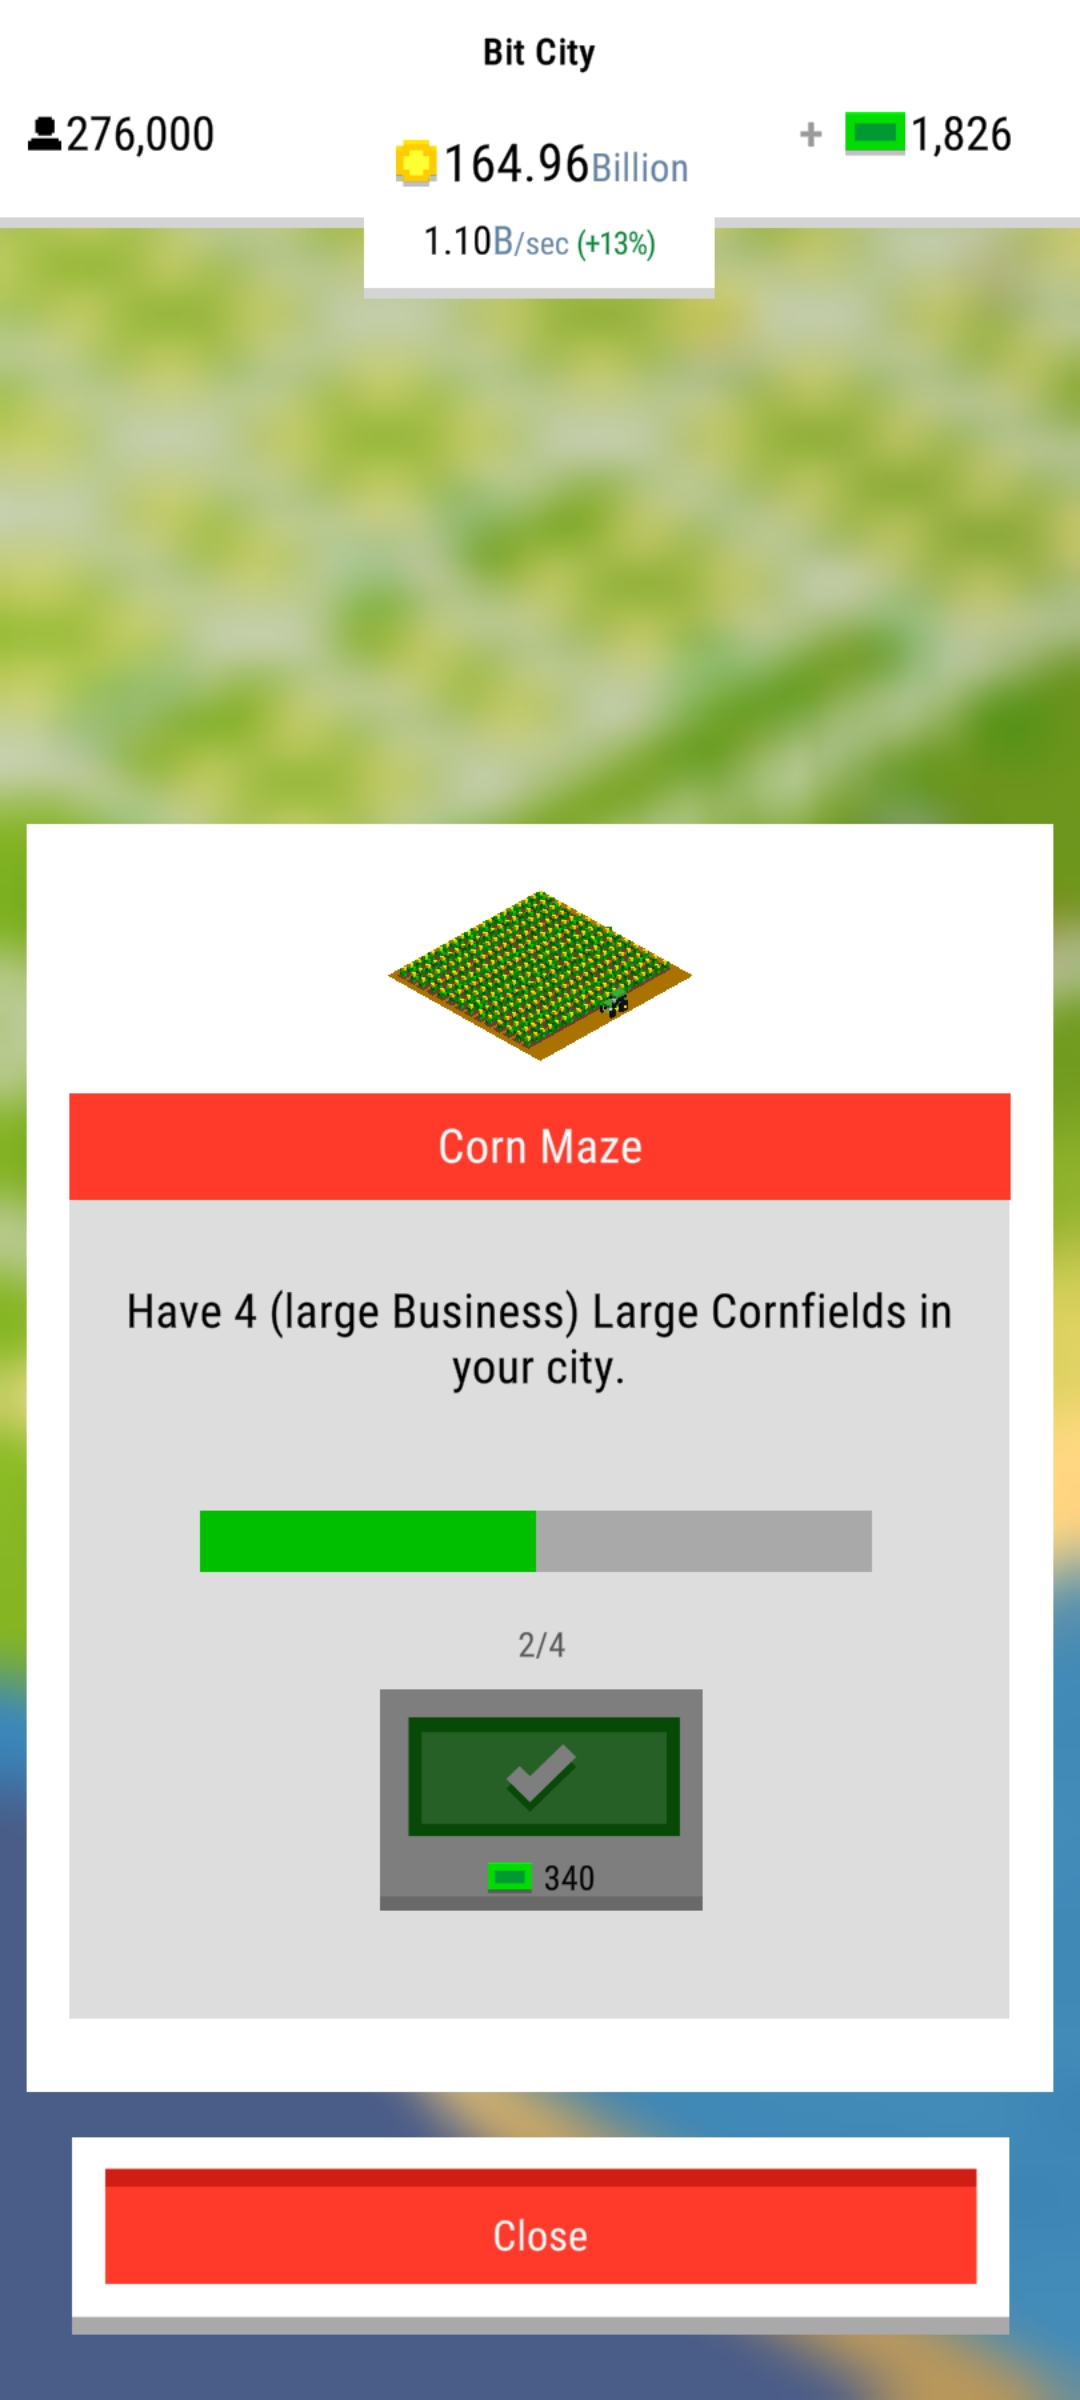 Bit City
276,000
164.96Billion
+ 1,826
1.10B/sec (+13%)
Corn Maze
Have 4 (large Business) Large Cornfields in
your city.
2/4
340
Close